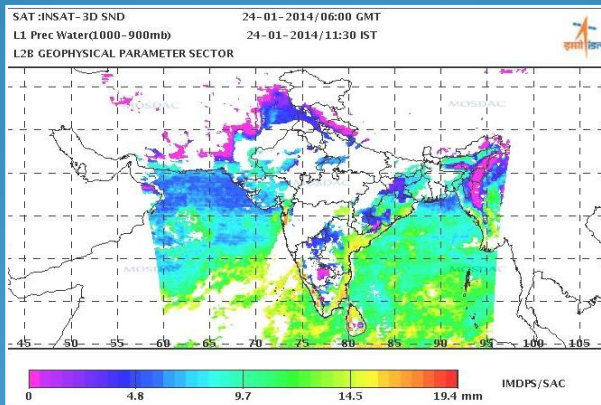 SAT :INSAT-3D SND 24-01-2014/06:00 GMT
L1 Prec Water(1000-900mb) 24-01-2014/11:30 IST
L2B GEOPHYSICAL PARAMETER SECTOR
इसरो isro
MOSDAC MOSDAC
MOSDAC MOSDAC
45 50 55 60 65 70 75 80 85 90 95 100 105
0 4.8 9.7 14.5 19.4 mm
IMDPS/SAC